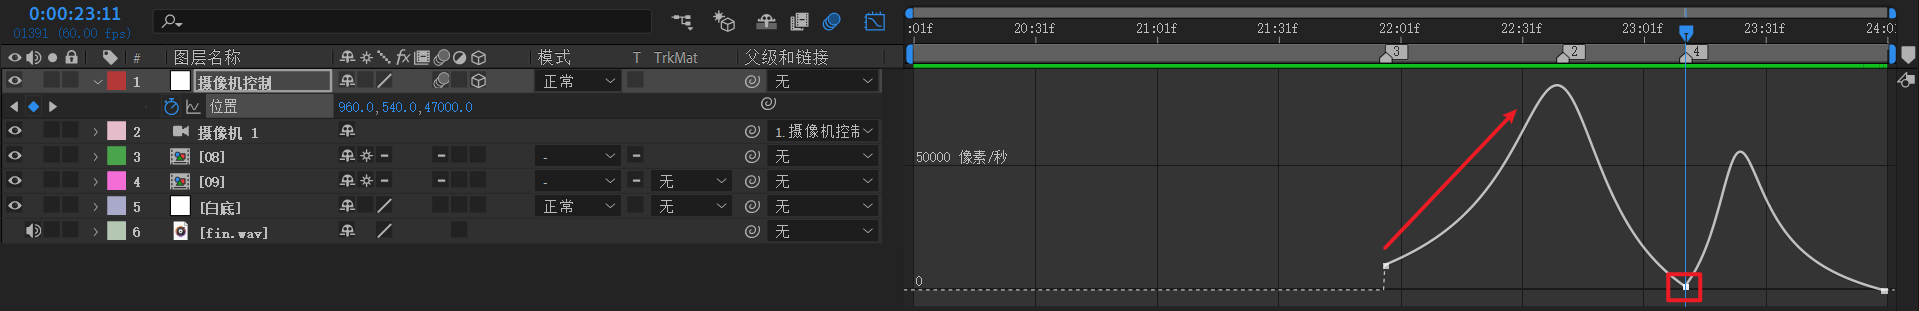 0:00:23:11
01391 (60.00 fps)
# 图层名称 fx 模式 T TrkMat 父级和链接
1 摄像机控制 正常 无
位置 960.0,540.0,47000.0
2 摄像机 1 1.摄像机控制
3 [08] - 无
4 [09] - 无 无
5 [白底] 正常 无 无
6 [fin.wav] 无
:01f 20:31f 21:01f 21:31f 22:01f 22:31f 23:01f 23:31f 24:0
3 2 4
50000 像素/秒
0